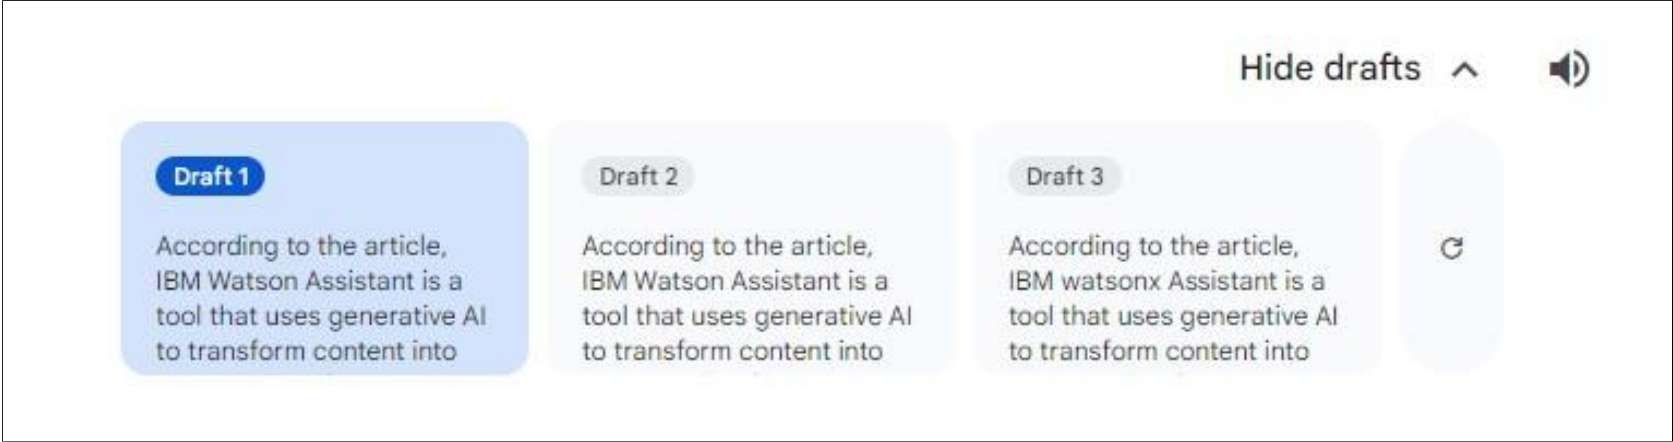 Hide drafts
Draft 1
According to the article,
IBM Watson Assistant is a
tool that uses generative AI
to transform content into
Draft 2
According to the article,
IBM Watson Assistant is a
tool that uses generative AI
to transform content into
Draft 3
According to the article,
IBM watsonx Assistant is a
tool that uses generative AI
to transform content into